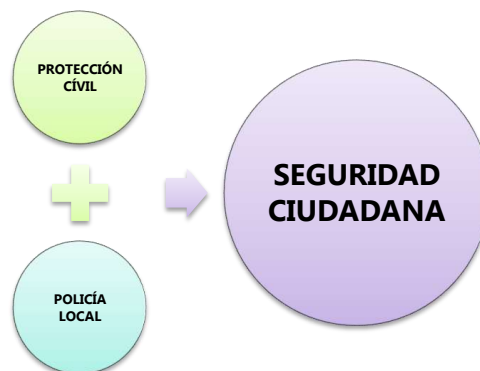 PROTECCIÓN
CÍVIL
SEGURIDAD
CIUDADANA
POLICÍA
LOCAL